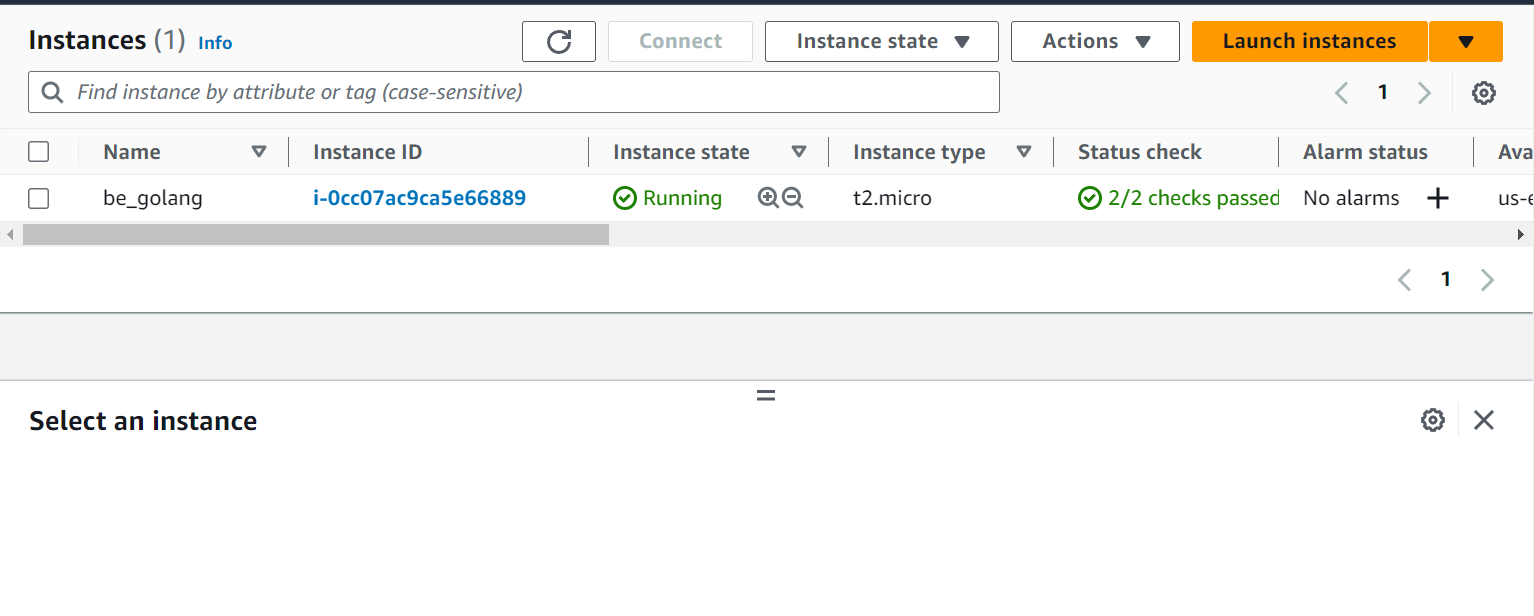 Instances (1) Info Connect Instance state Actions Launch instances
Find instance by attribute or tag (case-sensitive) 1
Name Instance ID Instance state Instance type Status check Alarm status Ava
be_golang i-0cc07ac9ca5e66889 Running t2.micro 2/2 checks passed No alarms us-e
1
Select an instance